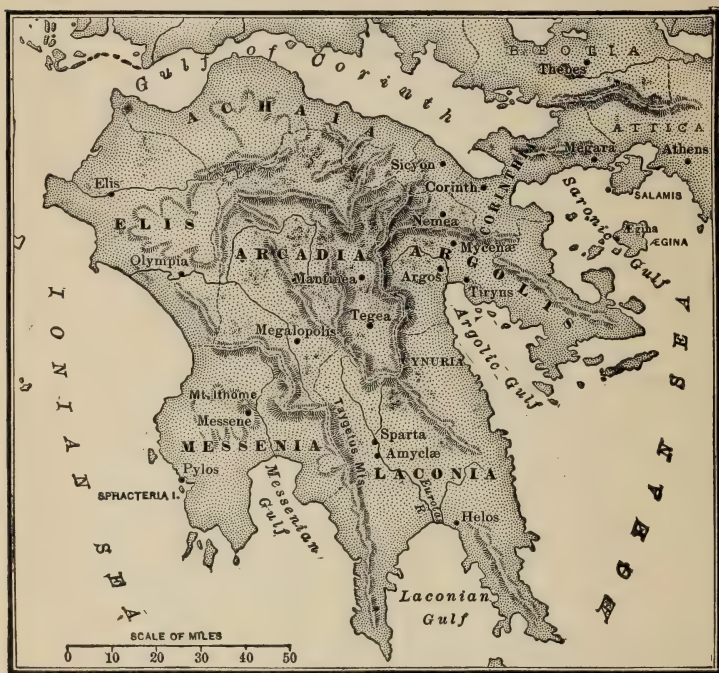 Gulf of Corinth
BŒOTIA
Thebes
ACHAIA
ATTICA
Megara
Athens
Sicyon
Corinth
CORINTHIA
SALAMIS
Elis
Nemea
Saronic Gulf
Ægina
ÆGINA
ELIS
Mycenæ
ARCADIA
ARGOLIS
Olympia
Mantinea
Argos
Tiryns
Tegea
Megalopolis
CYNURIA
Argolic Gulf
IONIAN SEA
ÆGEAN SEA
Mt. Ithome
Messene
Taygetus Mts.
Sparta
MESSENIA
Amyclæ
LACONIA
Pylos
SPHACTERIA I.
Messenian
Gulf
Eurotas
R.
Helos
Laconian
Gulf
SCALE OF MILES
0 10 20 30 40 50